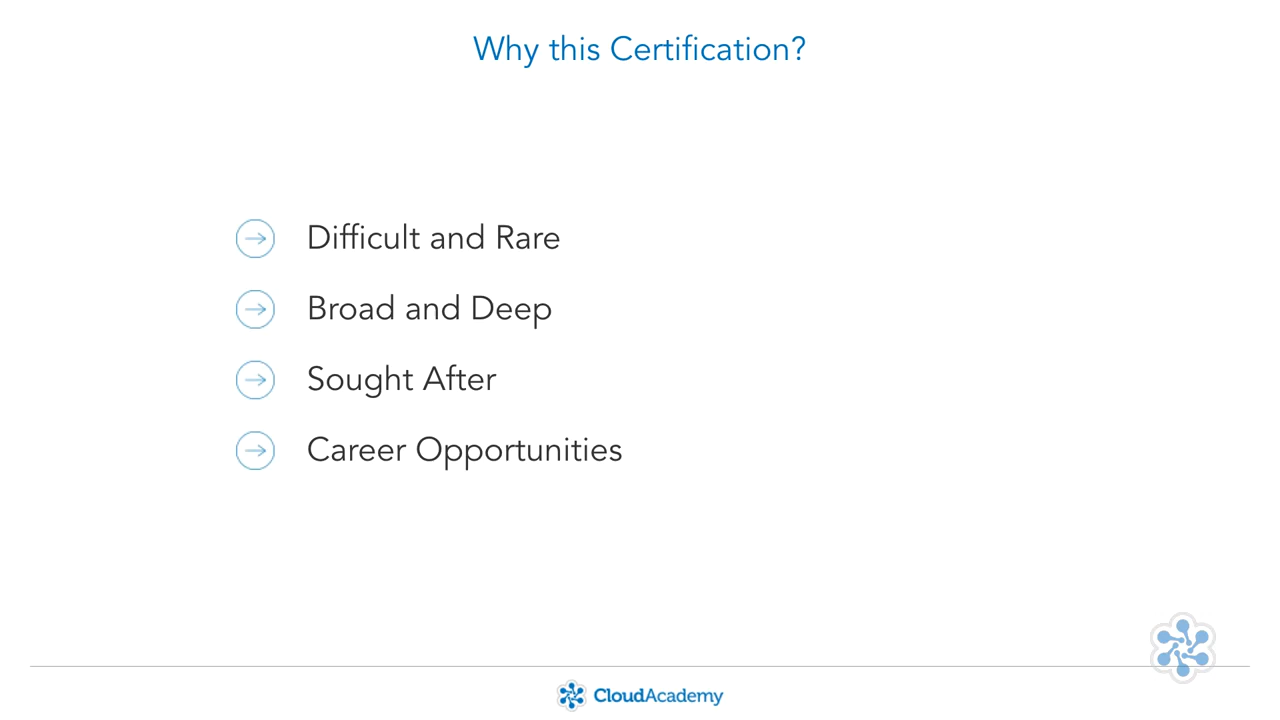 Why this Certification?
Difficult and Rare
Broad and Deep
Sought After
Career Opportunities
CloudAcademy